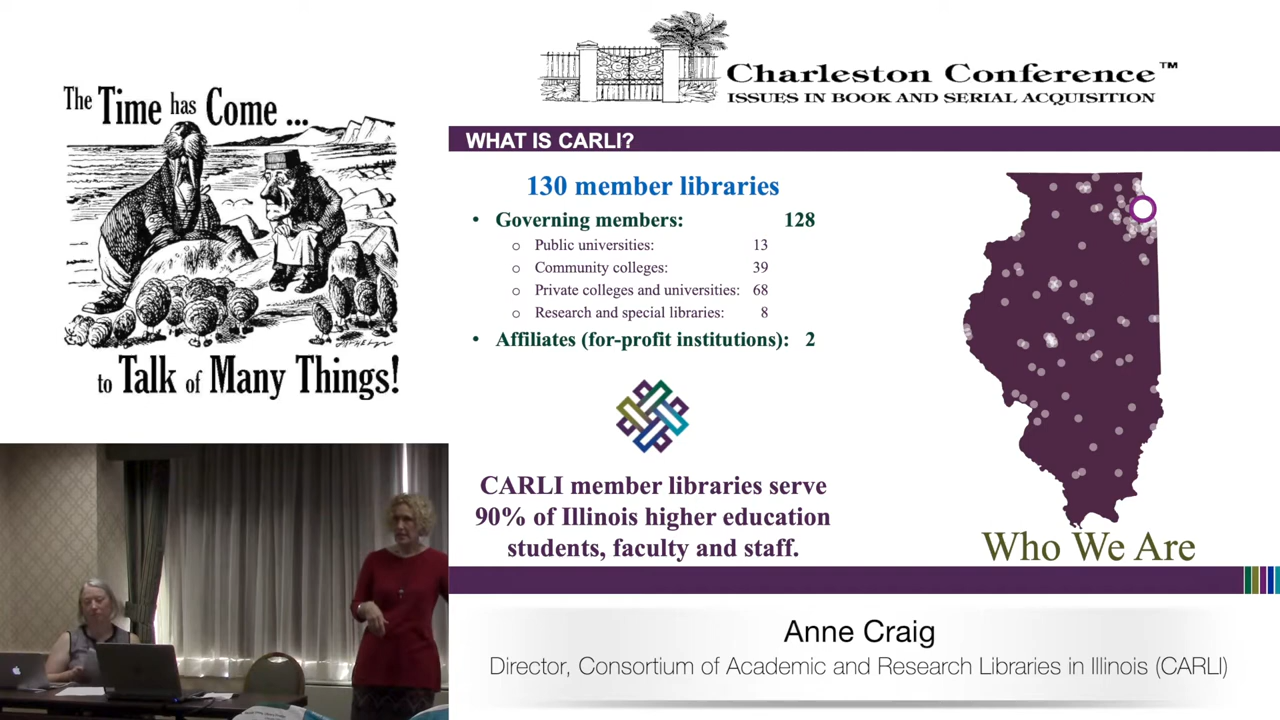 The Time has Come ...
to Talk of Many Things!
Charleston Conference™
ISSUES IN BOOK AND SERIAL ACQUISITION
WHAT IS CARLI?
130 member libraries
• Governing members: 128
o Public universities: 13
o Community colleges: 39
o Private colleges and universities: 68
o Research and special libraries: 8
• Affiliates (for-profit institutions): 2
CARLI member libraries serve
90% of Illinois higher education
students, faculty and staff.
Who We Are
Anne Craig
Director, Consortium of Academic and Research Libraries in Illinois (CARLI)